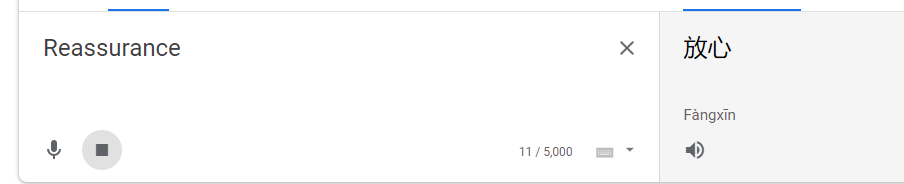 Reassurance
放心
Fàngxīn
11 / 5,000